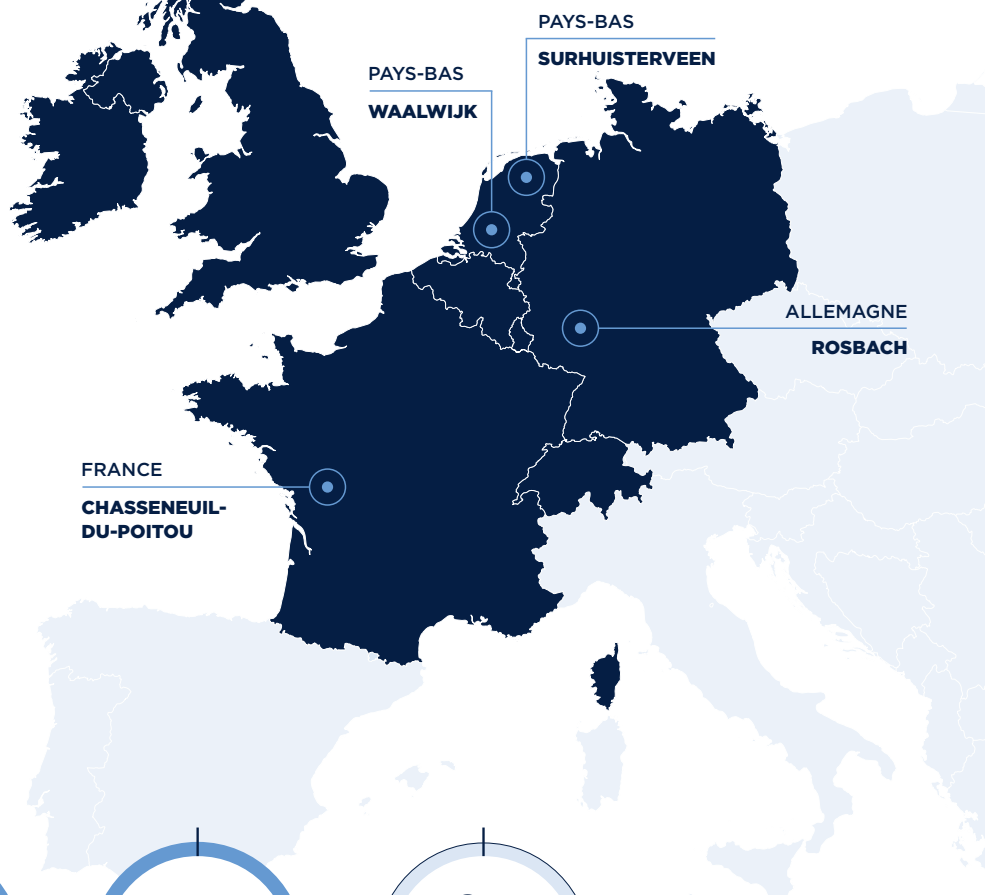 PAYS-BAS
SURHUISTERVEEN
PAYS-BAS
WAALWIJK
ALLEMAGNE
ROSBACH
FRANCE
CHASSENEUIL-
DU-POITOU